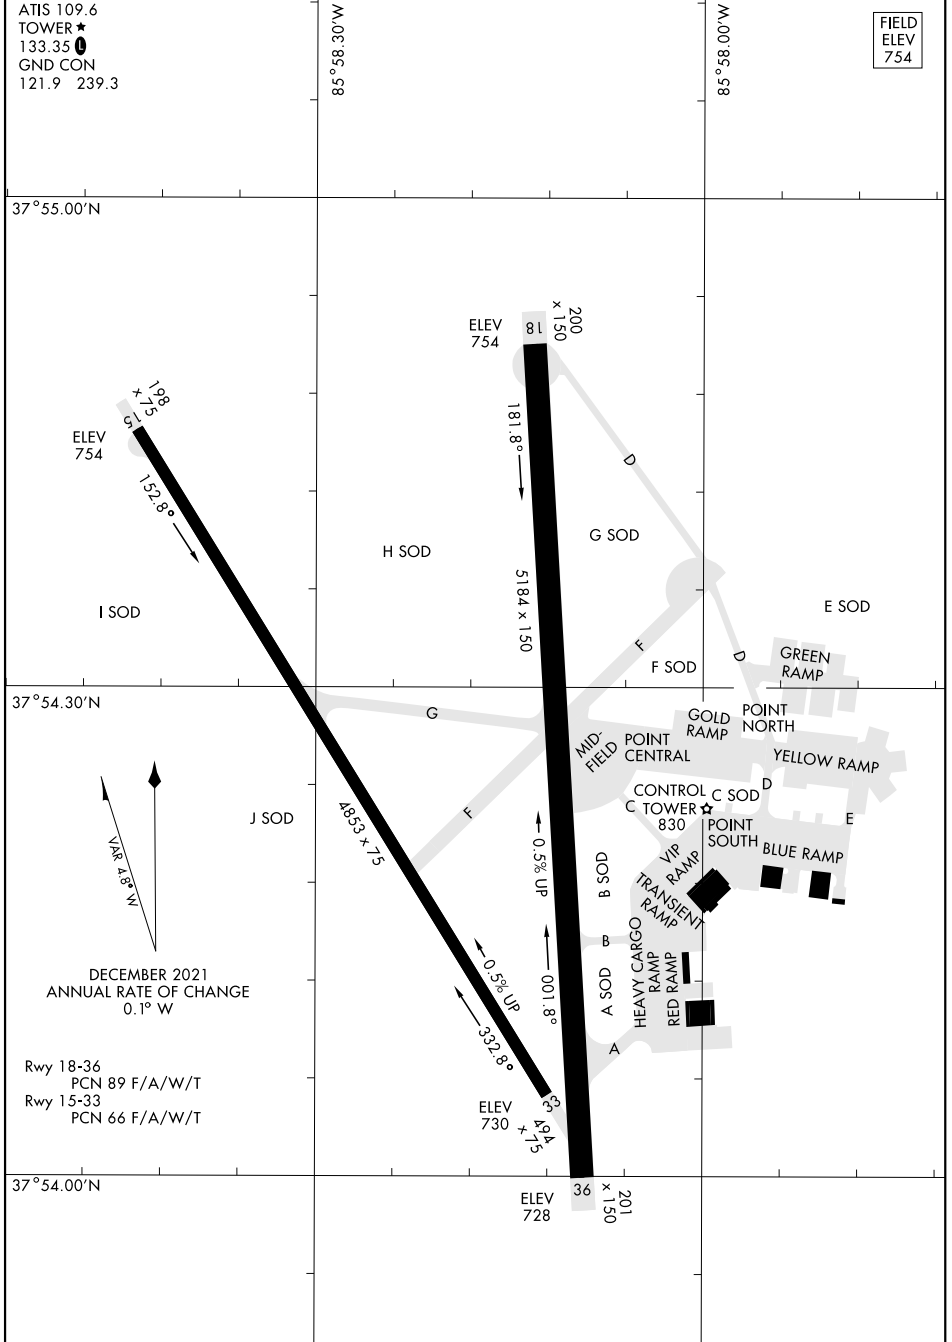 ATIS 109.6
TOWER ★
133.35 Ⓛ
GND CON
121.9 239.3
85°58.30'W
85°58.00'W
FIELD
ELEV
754
37°55.00'N
ELEV
754
18
200
x 150
198
x 75
15
ELEV
754
181.8°
152.8°
D
G SOD
H SOD
5184 x 150
I SOD
E SOD
F
F SOD
D
GREEN
RAMP
37°54.30'N
G
GOLD
RAMP
POINT
NORTH
MID-
FIELD
POINT
CENTRAL
YELLOW RAMP
D
CONTROL
TOWER
830
C SOD
C
J SOD
F
4853 x 75
E
POINT
SOUTH
VIP
RAMP
BLUE RAMP
0.5% UP
B SOD
TRANSIENT
RAMP
VAR 4.8° W
B
HEAVY CARGO
RAMP
RED RAMP
A SOD
001.8°
0.5% UP
332.8°
DECEMBER 2021
ANNUAL RATE OF CHANGE
0.1° W
A
Rwy 18-36
PCN 89 F/A/W/T
Rwy 15-33
PCN 66 F/A/W/T
33
ELEV
730
494
x 75
37°54.00'N
36
ELEV
728
201
x 150